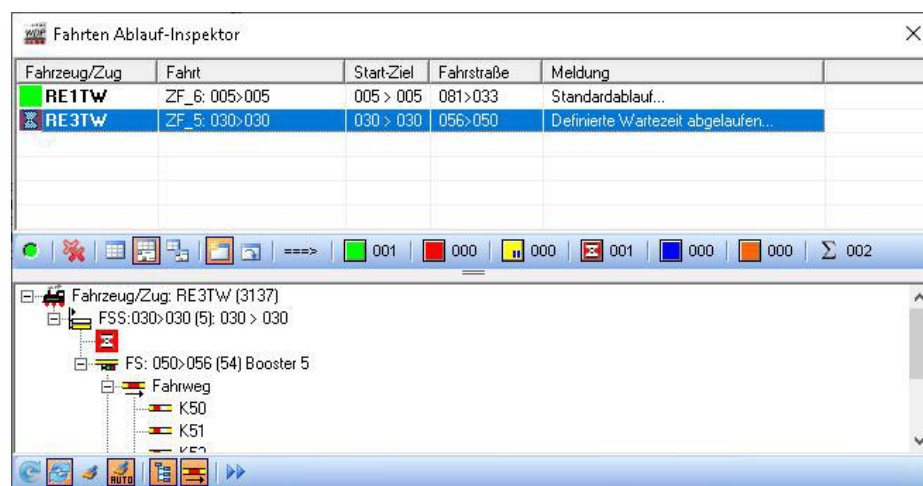 WDP Fahrten Ablauf-Inspektor
Fahrzeug/Zug Fahrt Start-Ziel Fahrstraße Meldung
RE1TW ZF_6: 005>005 005 > 005 081>033 Standardablauf...
RE3TW ZF_5: 030>030 030 > 030 056>050 Definierte Wartezeit abgelaufen...
===> 001 000 000 001 000 000 Σ 002
Fahrzeug/Zug: RE3TW (3137)
FSS:030>030 (5): 030 > 030
FS: 050>056 (54) Booster 5
Fahrweg
K50
K51
AUTO